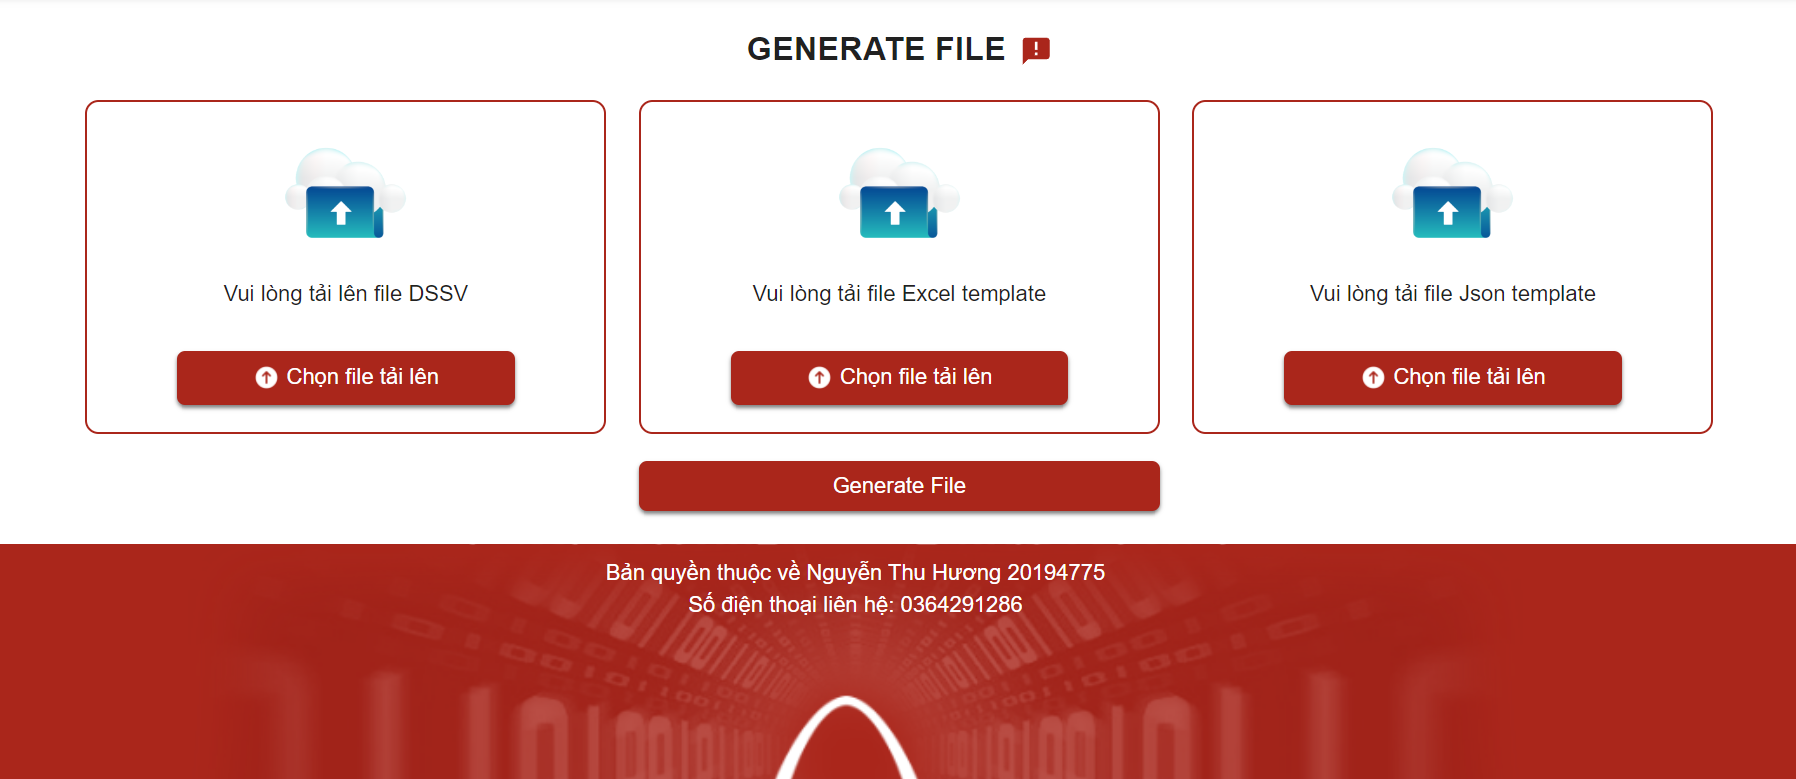 GENERATE FILE
Vui lòng tải lên file DSSV
Vui lòng tải file Excel template
Vui lòng tải file Json template
Chọn file tải lên
Chọn file tải lên
Chọn file tải lên
Generate File
Bản quyền thuộc về Nguyễn Thu Hương 20194775
Số điện thoại liên hệ: 0364291286